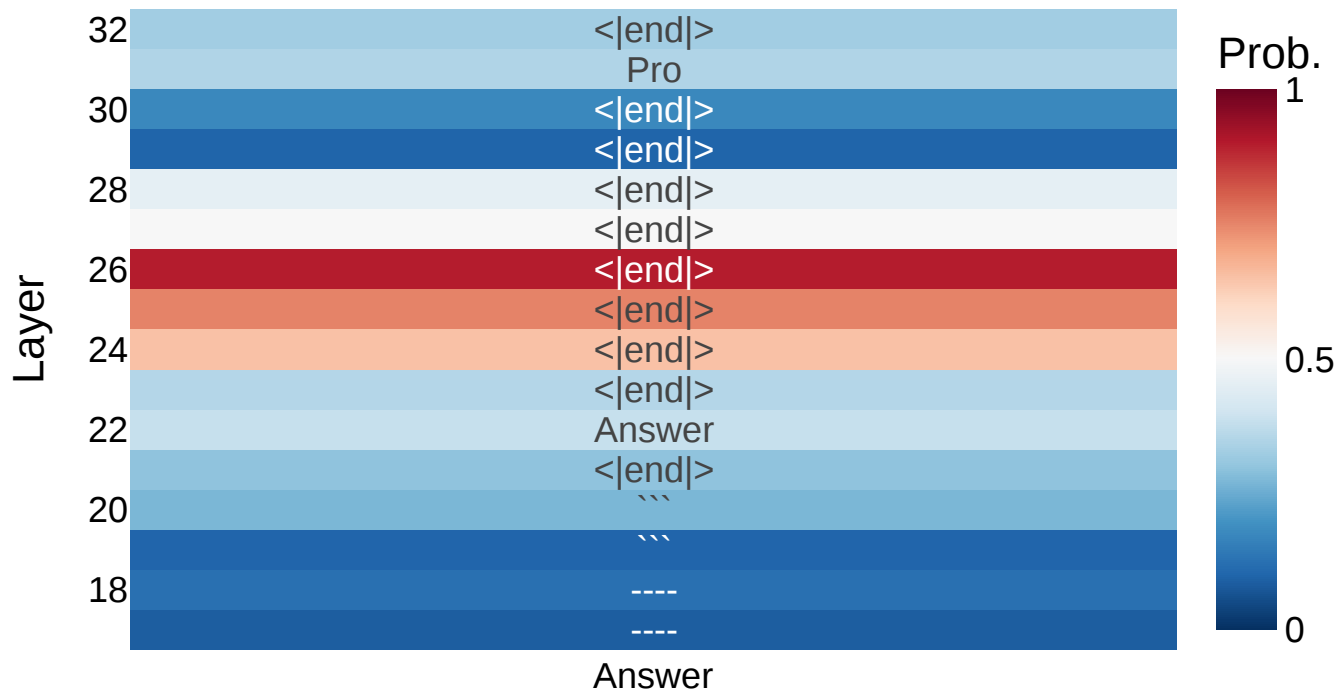 32 <|end|>
Prob.
Pro
1
30 <|end|>
<|end|>
28 <|end|>
<|end|>
26 <|end|>
Layer
<|end|>
24 <|end|>
0.5
<|end|>
22 Answer
<|end|>
20 ```
```
18 ----
----
0
Answer